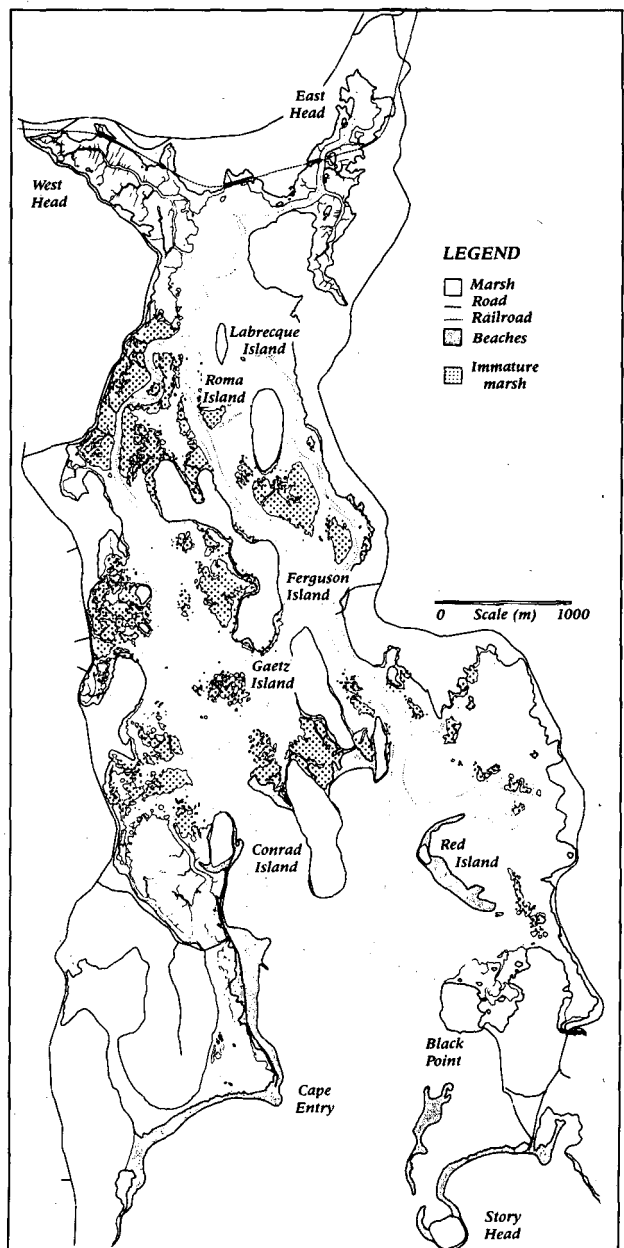 East
Head
West
Head
LEGEND
Marsh
Road
Railroad
Beaches
Immature
marsh
Labrecque
Island
Roma
Island
Ferguson
Island
0 Scale (m) 1000
Gaetz
Island
Conrad
Island
Red
Island
Black
Point
Cape
Entry
Story
Head